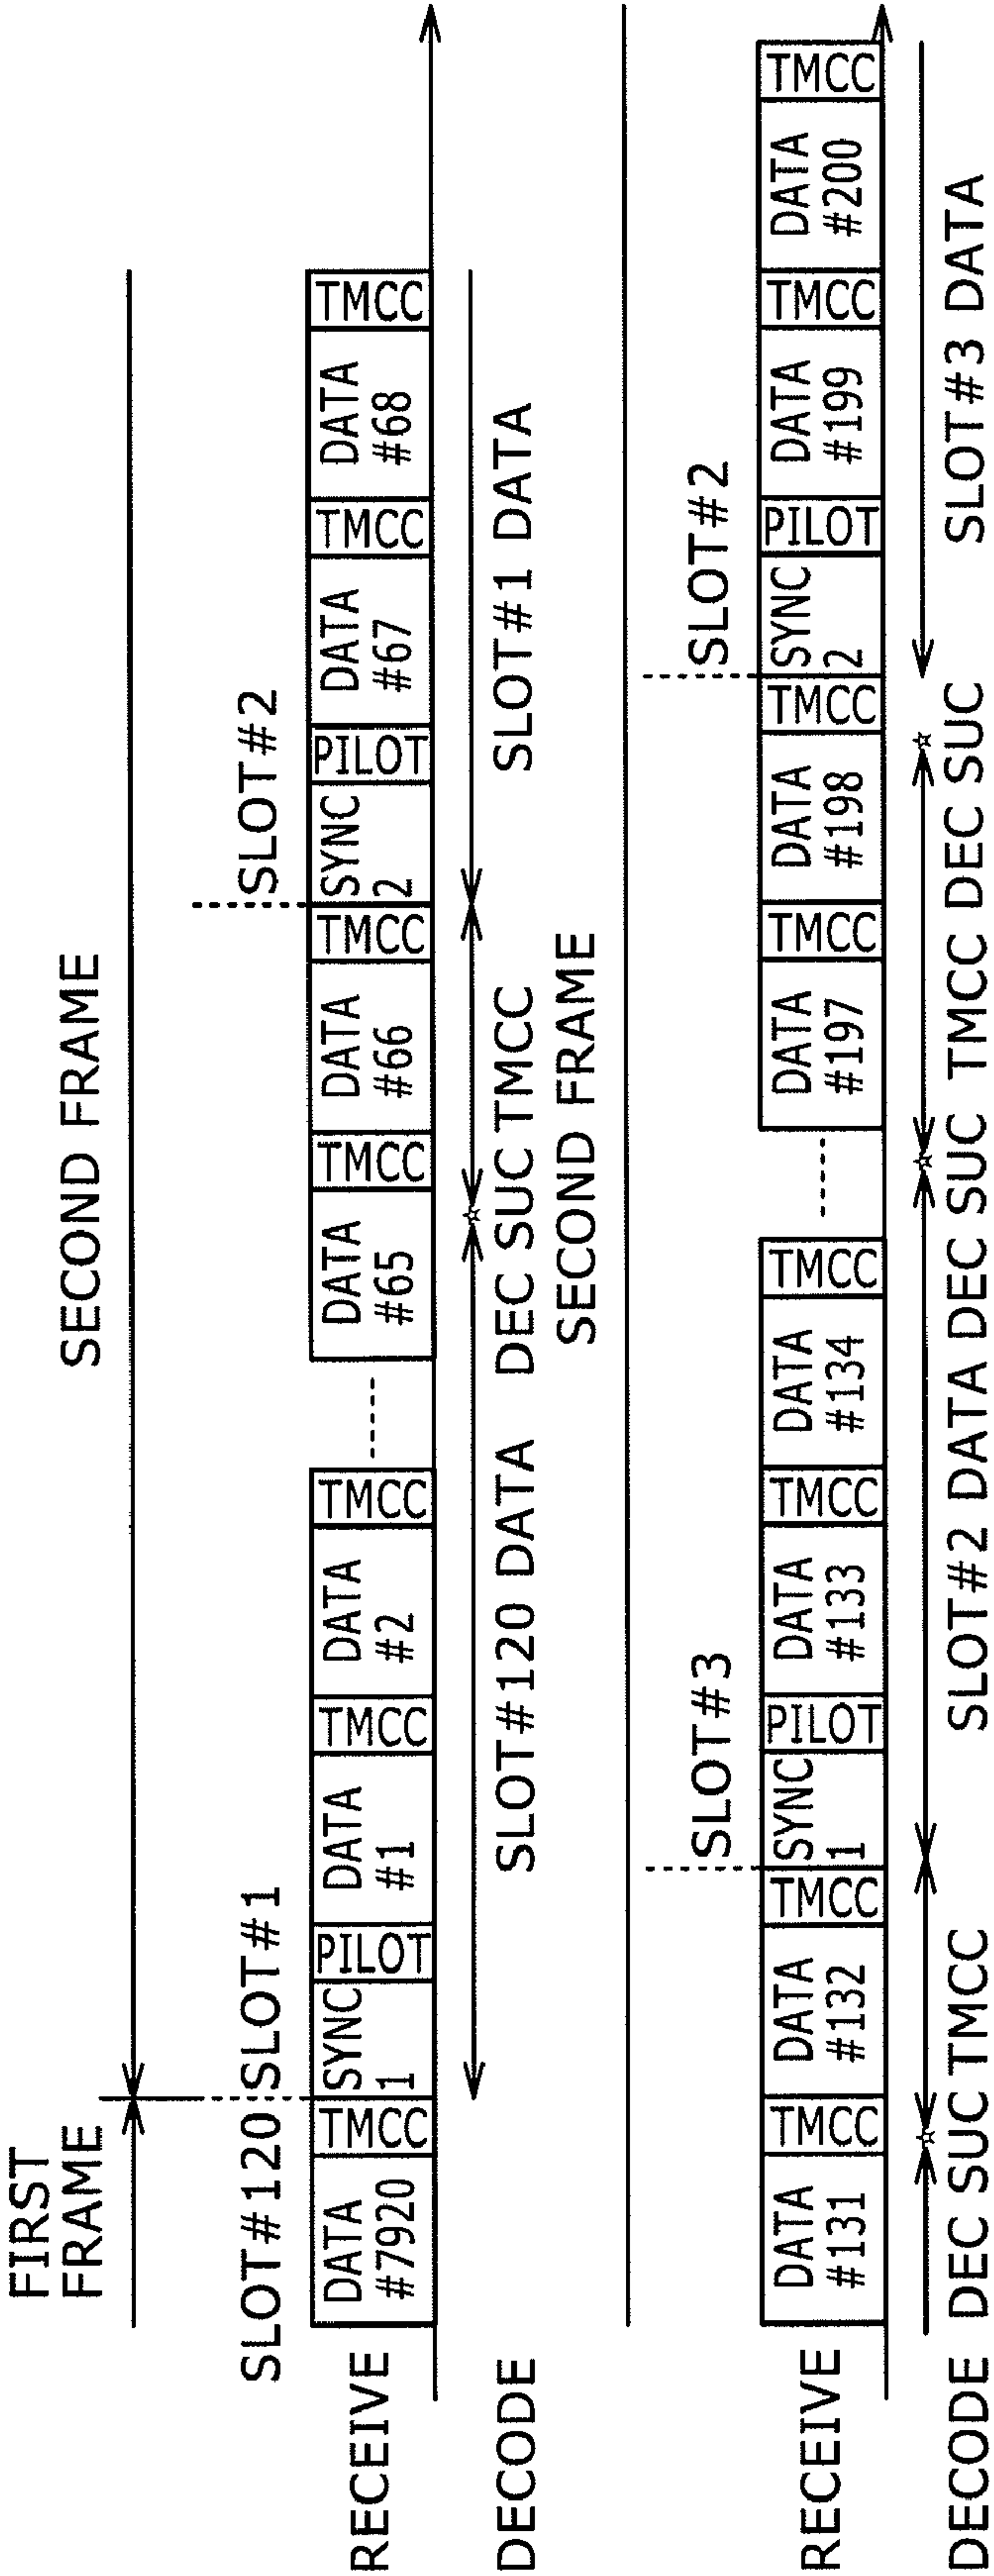 FIRST
FRAME
SECOND FRAME
SLOT#120 SLOT#1
SLOT#2
RECEIVE
DATA
#7920
TMCC
SYNC
1
PILOT
DATA
#1
TMCC
DATA
#2
TMCC
DATA
#65
TMCC
DATA
#66
TMCC
SYNC
2
PILOT
DATA
#67
TMCC
DATA
#68
TMCC
DECODE
SLOT#120 DATA
DEC SUC TMCC
SLOT#1 DATA
SECOND FRAME
SLOT#3
SLOT#2
RECEIVE
DATA
#131
TMCC
DATA
#132
TMCC
SYNC
1
PILOT
DATA
#133
TMCC
DATA
#134
TMCC
DATA
#197
TMCC
DATA
#198
TMCC
SYNC
2
PILOT
DATA
#199
TMCC
DATA
#200
TMCC
DECODE
DEC SUC TMCC
SLOT#2 DATA DEC SUC
TMCC DEC SUC
SLOT#3 DATA